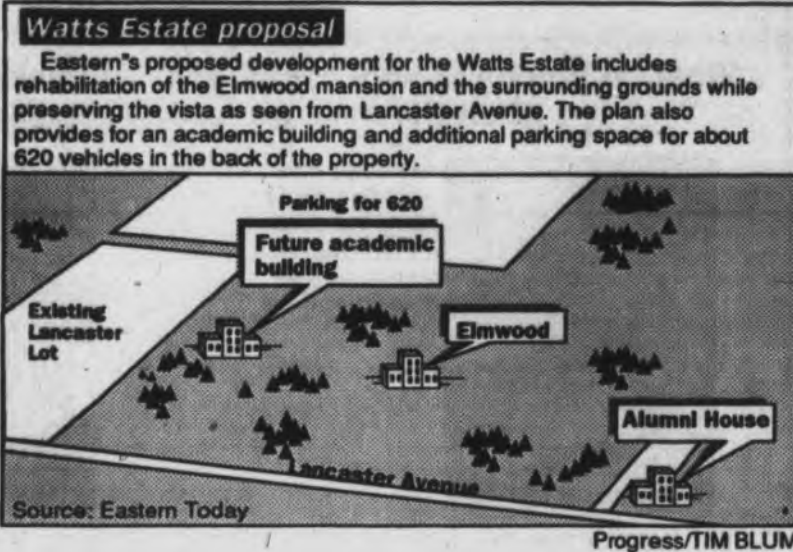 Watts Estate proposal
Eastern"s proposed development for the Watts Estate includes
rehabilitation of the Elmwood mansion and the surrounding grounds while
preserving the vista as seen from Lancaster Avenue. The plan also
provides for an academic building and additional parking space for about
620 vehicles in the back of the property.
Parking for 620
Future academic
building
Existing
Lancaster
Lot
Elmwood
Alumni House
Lancaster Avenue
Source: Eastern Today
Progress/TIM BLUM